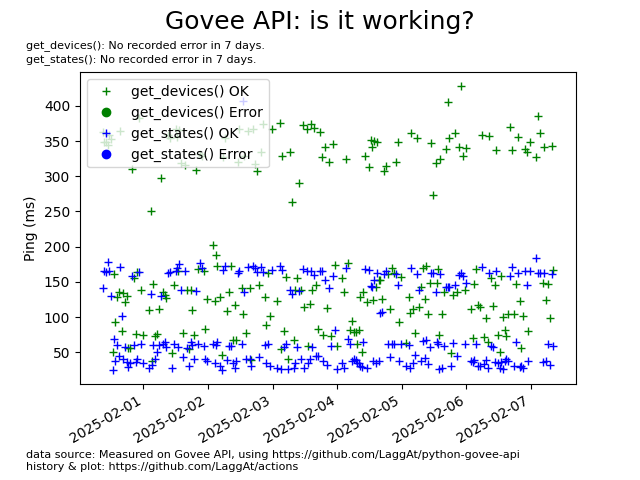 Govee API: is it working?
get_devices(): No recorded error in 7 days.
get_states(): No recorded error in 7 days.
get_devices() OK
get_devices() Error
get_states() OK
get_states() Error
Ping (ms)
400
350
300
250
200
150
100
50
2025-02-01
2025-02-02
2025-02-03
2025-02-04
2025-02-05
2025-02-06
2025-02-07
data source: Measured on Govee API, using https://github.com/LaggAt/python-govee-api
history & plot: https://github.com/LaggAt/actions